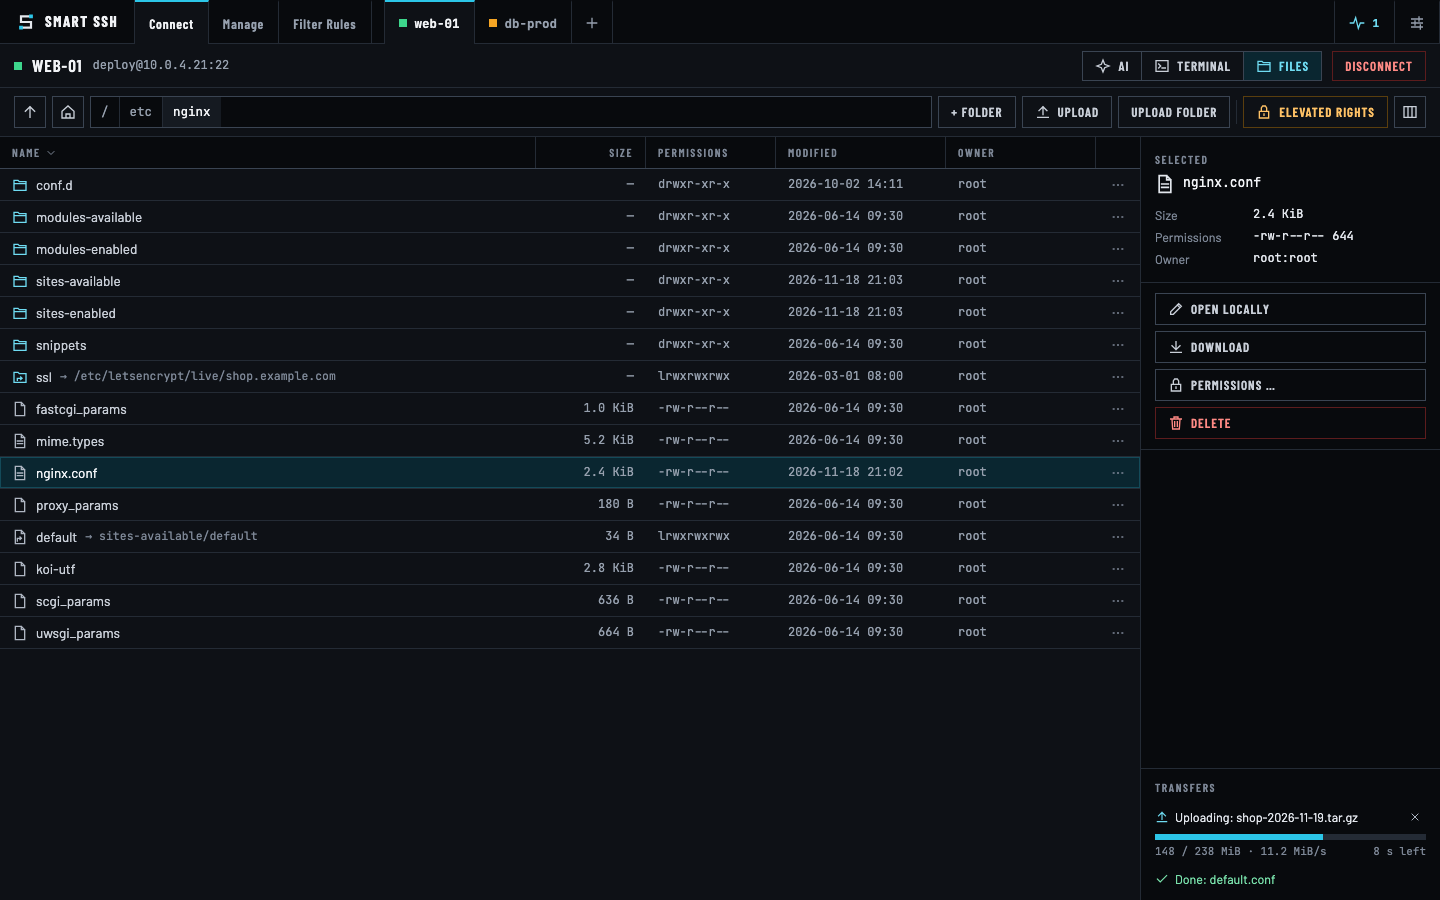 SMART SSH Connect Manage Filter Rules web-01 db-prod + 1
WEB-01 deploy@10.0.4.21:22 AI TERMINAL FILES DISCONNECT
/ etc nginx + FOLDER UPLOAD UPLOAD FOLDER ELEVATED RIGHTS
NAME SIZE PERMISSIONS MODIFIED OWNER
conf.d — drwxr-xr-x 2026-10-02 14:11 root ...
modules-available — drwxr-xr-x 2026-06-14 09:30 root ...
modules-enabled — drwxr-xr-x 2026-06-14 09:30 root ...
sites-available — drwxr-xr-x 2026-11-18 21:03 root ...
sites-enabled — drwxr-xr-x 2026-11-18 21:03 root ...
snippets — drwxr-xr-x 2026-06-14 09:30 root ...
ssl → /etc/letsencrypt/live/shop.example.com — lrwxrwxrwx 2026-03-01 08:00 root ...
fastcgi_params 1.0 KiB -rw-r--r-- 2026-06-14 09:30 root ...
mime.types 5.2 KiB -rw-r--r-- 2026-06-14 09:30 root ...
nginx.conf 2.4 KiB -rw-r--r-- 2026-11-18 21:02 root ...
proxy_params 180 B -rw-r--r-- 2026-06-14 09:30 root ...
default → sites-available/default 34 B lrwxrwxrwx 2026-06-14 09:30 root ...
koi-utf 2.8 KiB -rw-r--r-- 2026-06-14 09:30 root ...
scgi_params 636 B -rw-r--r-- 2026-06-14 09:30 root ...
uwsgi_params 664 B -rw-r--r-- 2026-06-14 09:30 root ...
SELECTED
nginx.conf
Size 2.4 KiB
Permissions -rw-r--r-- 644
Owner root:root
OPEN LOCALLY
DOWNLOAD
PERMISSIONS ...
DELETE
TRANSFERS
Uploading: shop-2026-11-19.tar.gz
148 / 238 MiB · 11.2 MiB/s 8 s left
Done: default.conf